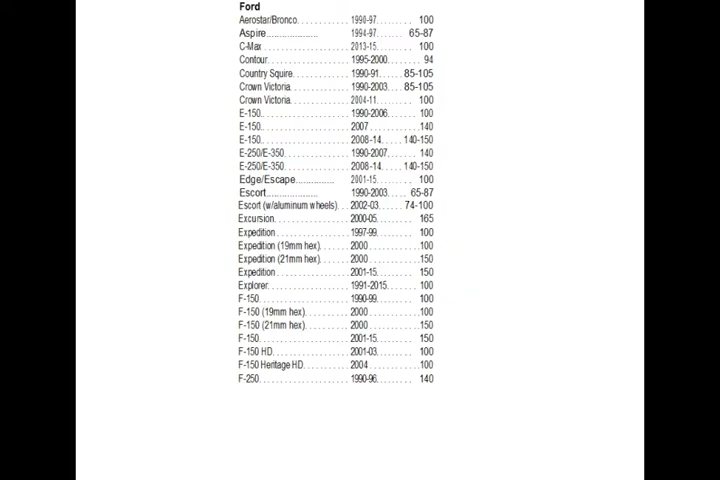 Ford
Aerostar/Bronco. . . . . . . . . . . . 1990-97. . . . . . . . . 100
Aspire..................... 1994-97. . . . . . . 65-87
C-Max . . . . . . . . . . . . . . . . . . . 2013-15. . . . . . . . . 100
Contour. . . . . . . . . . . . . . . . . . 1995-2000. . . . . . . . 94
Country Squire. . . . . . . . . . . . 1990-91. . . . . . 85-105
Crown Victoria. . . . . . . . . . . . 1990-2003. . . . 85-105
Crown Victoria. . . . . . . . . . . . 2004-11. . . . . . . . . 100
E-150. . . . . . . . . . . . . . . . . . . . 1990-2006. . . . . . . 100
E-150. . . . . . . . . . . . . . . . . . . . 2007 . . . . . . . . . . . . 140
E-150. . . . . . . . . . . . . . . . . . . . 2008-14. . . . . 140-150
E-250/E-350. . . . . . . . . . . . . . 1990-2007. . . . . . . 140
E-250/E-350. . . . . . . . . . . . . . 2008-14. . . . . 140-150
Edge/Escape................ 2001-15. . . . . . . . . 100
Escort..................... 1990-2003. . . . . 65-87
Escort (w/aluminum wheels). . . 2002-03. . . . . . 74-100
Excursion. . . . . . . . . . . . . . . . . 2000-05. . . . . . . . . 165
Expedition . . . . . . . . . . . . . . . . 1997-99. . . . . . . . . 100
Expedition (19mm hex). . . . . . . 2000 . . . . . . . . . . . . 100
Expedition (21mm hex). . . . . . . 2000 . . . . . . . . . . . . 150
Expedition . . . . . . . . . . . . . . . . 2001-15. . . . . . . . . 150
Explorer. . . . . . . . . . . . . . . . . . 1991-2015. . . . . . . 100
F-150. . . . . . . . . . . . . . . . . . . . 1990-99. . . . . . . . . 100
F-150 (19mm hex). . . . . . . . . . 2000 . . . . . . . . . . . . 100
F-150 (21mm hex). . . . . . . . . . 2000 . . . . . . . . . . . . 150
F-150. . . . . . . . . . . . . . . . . . . . 2001-15. . . . . . . . . 150
F-150 HD. . . . . . . . . . . . . . . . . 2001-03. . . . . . . . . 100
F-150 Heritage HD. . . . . . . . . . 2004 . . . . . . . . . . . . 100
F-250. . . . . . . . . . . . . . . . . . . . 1990-96. . . . . . . . . 140